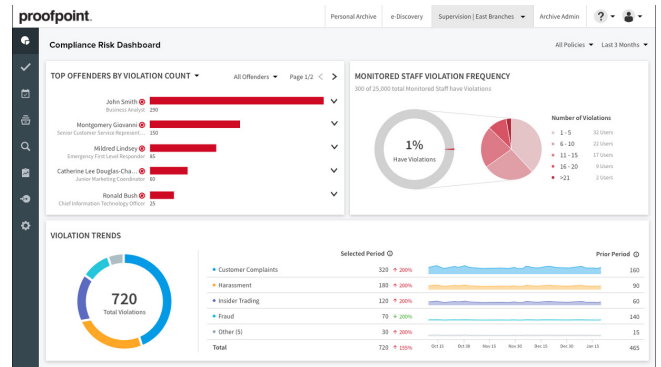 proofpoint.
Personal Archive e-Discovery Supervision | East Branches Archive Admin ?
Compliance Risk Dashboard
All Policies Last 3 Months
TOP OFFENDERS BY VIOLATION COUNT All Offenders Page 1/2
John Smith
Business Analyst 290
Montgomery Giovanni
Senior Customer Service Represent... 150
Mildred Lindsey
Emergency First Level Responder 85
Catherine Lee Douglas-Cha...
Junior Marketing Coordinator 60
Ronald Bush
Chief Information Technology Officer 25
MONITORED STAFF VIOLATION FREQUENCY
300 of 25,000 total Monitored Staff have Violations
1%
Have Violations
Number of Violations
1 - 5 32 Users
6 - 10 22 Users
11 - 15 17 Users
16 - 20 9 Users
>21 2 Users
VIOLATION TRENDS
720
Total Violations
Selected Period Prior Period
Customer Complaints 320 200% 160
Harassment 180 200% 90
Insider Trading 120 200% 60
Fraud 70 200% 140
Other (5) 30 200% 15
Total 720 155% Oct 15 Oct 30 Nov 15 Nov 30 Dec 15 Dec 30 Jan 15 465